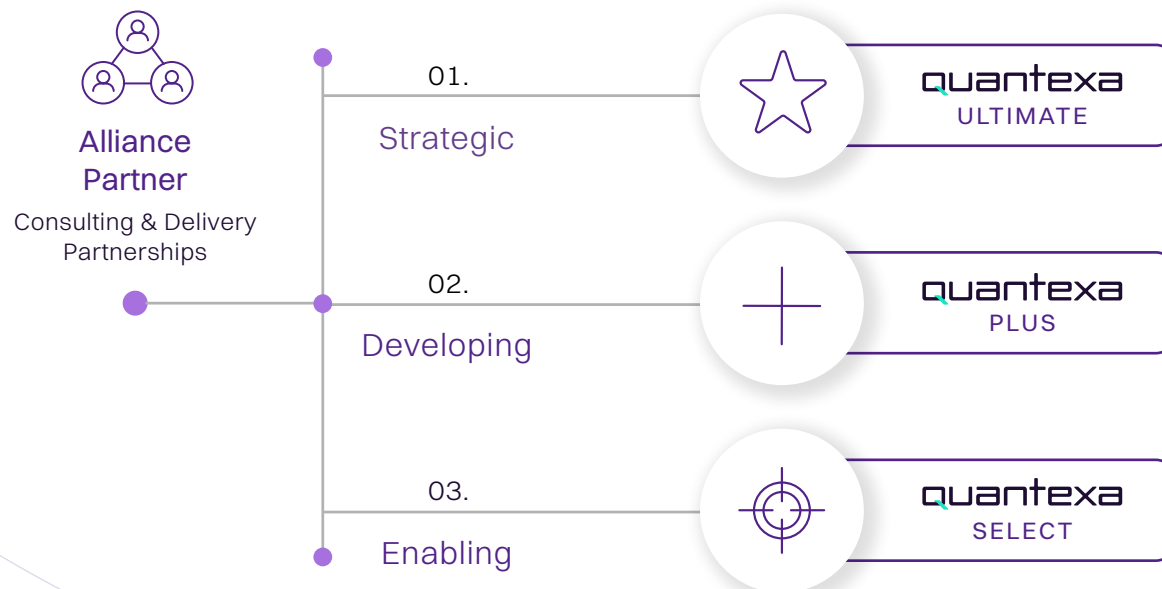 Alliance
Partner
Consulting & Delivery
Partnerships
01.
Strategic
quantexa
ULTIMATE
02.
Developing
quantexa
PLUS
03.
Enabling
quantexa
SELECT